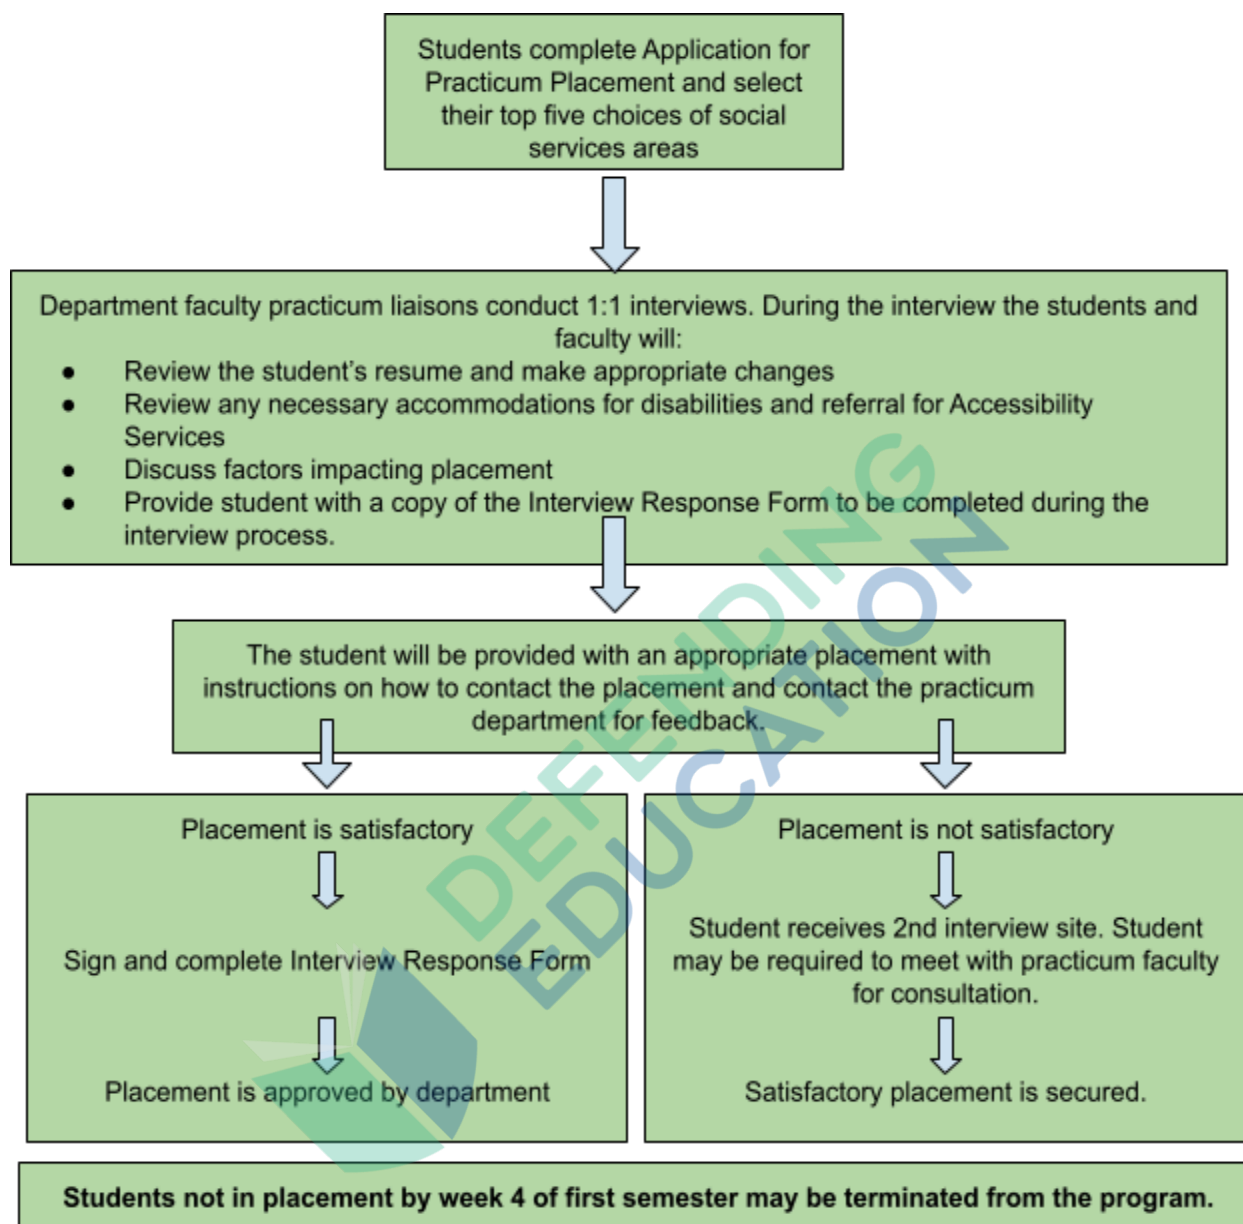 Students complete Application for
Practicum Placement and select
their top five choices of social
services areas
Department faculty practicum liaisons conduct 1:1 interviews. During the interview the students and
faculty will:
● Review the student’s resume and make appropriate changes
● Review any necessary accommodations for disabilities and referral for Accessibility
Services
● Discuss factors impacting placement
● Provide student with a copy of the Interview Response Form to be completed during the
interview process.
The student will be provided with an appropriate placement with
instructions on how to contact the placement and contact the practicum
department for feedback.
Placement is satisfactory
Sign and complete Interview Response Form
Placement is approved by department
Placement is not satisfactory
Student receives 2nd interview site. Student
may be required to meet with practicum faculty
for consultation.
Satisfactory placement is secured.
Students not in placement by week 4 of first semester may be terminated from the program.
DEFENDING
EDUCATION